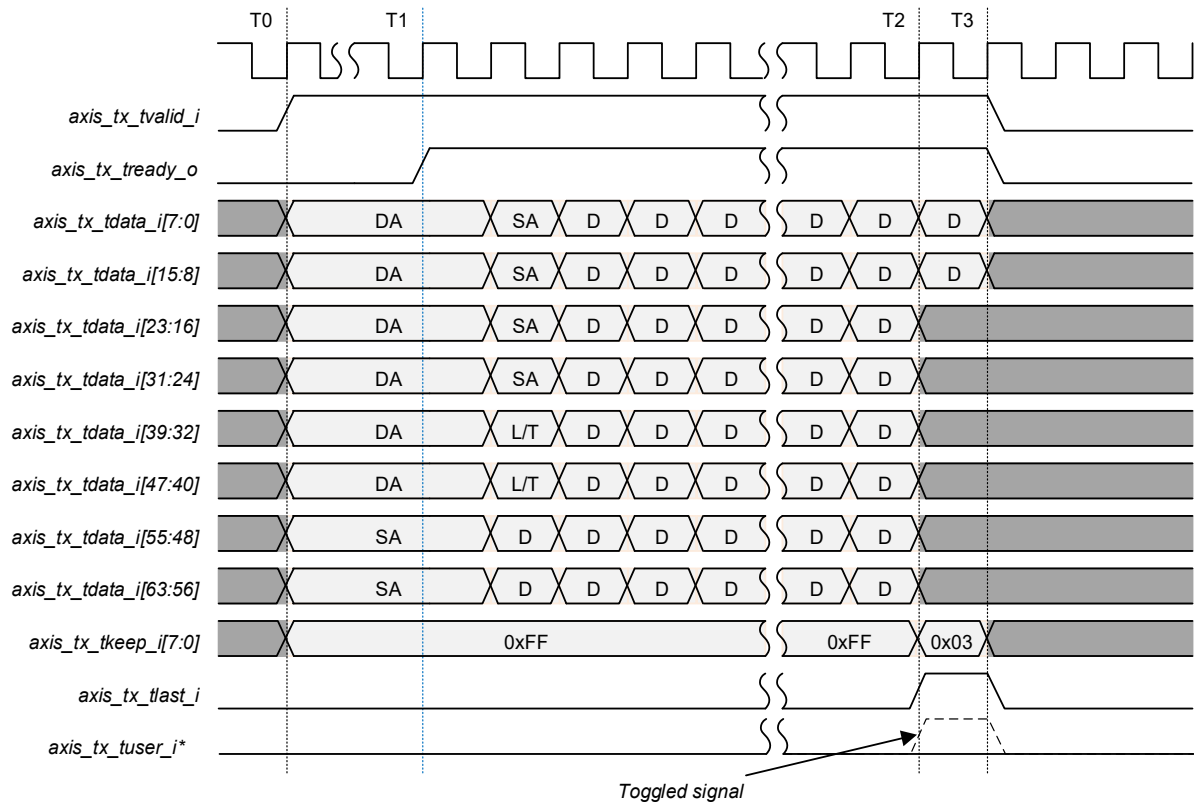 T0 T1 T2 T3
axis_tx_tvalid_i
axis_tx_tready_o
axis_tx_tdata_i[7:0] DA SA D D D D D D
axis_tx_tdata_i[15:8] DA SA D D D D D D
axis_tx_tdata_i[23:16] DA SA D D D D D
axis_tx_tdata_i[31:24] DA SA D D D D D
axis_tx_tdata_i[39:32] DA L/T D D D D D
axis_tx_tdata_i[47:40] DA L/T D D D D D
axis_tx_tdata_i[55:48] SA D D D D D D
axis_tx_tdata_i[63:56] SA D D D D D D
axis_tx_tkeep_i[7:0] 0xFF 0xFF 0x03
axis_tx_tlast_i
axis_tx_tuser_i*
Toggled signal